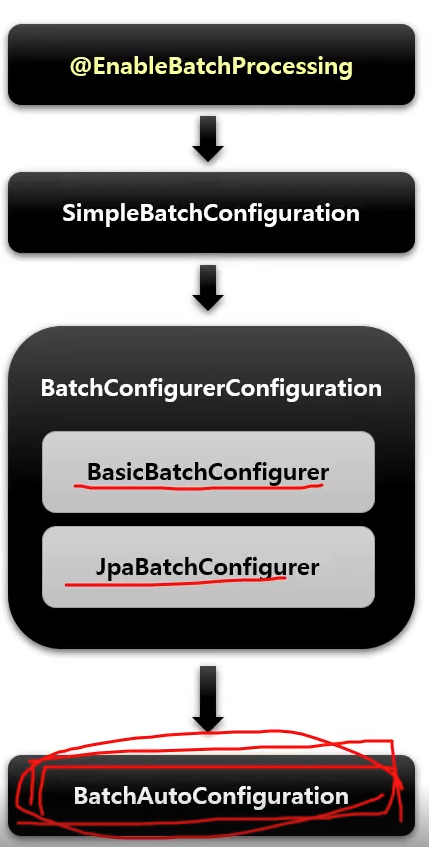 @EnableBatchProcessing
SimpleBatchConfiguration
BatchConfigurerConfiguration
BasicBatchConfigurer
JpaBatchConfigurer
BatchAutoConfiguration